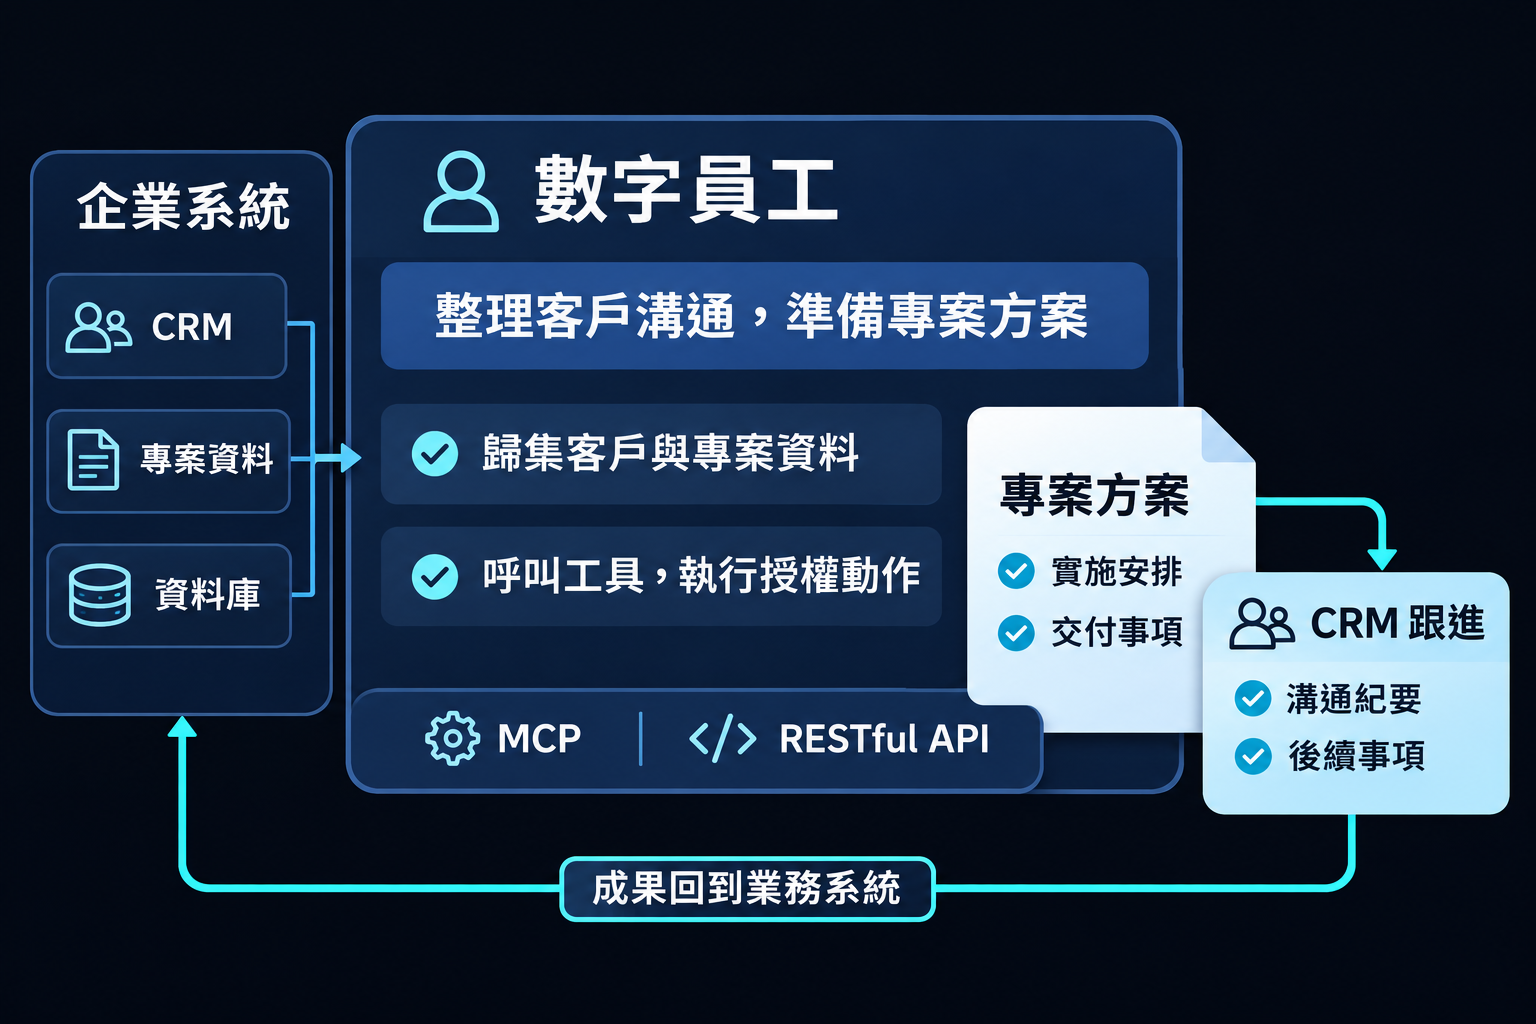 企業系統
CRM
專案資料
資料庫
數字員工
整理客戶溝通，準備專案方案
歸集客戶與專案資料
呼叫工具，執行授權動作
MCP
RESTful API
專案方案
實施安排
交付事項
CRM 跟進
溝通紀要
後續事項
成果回到業務系統